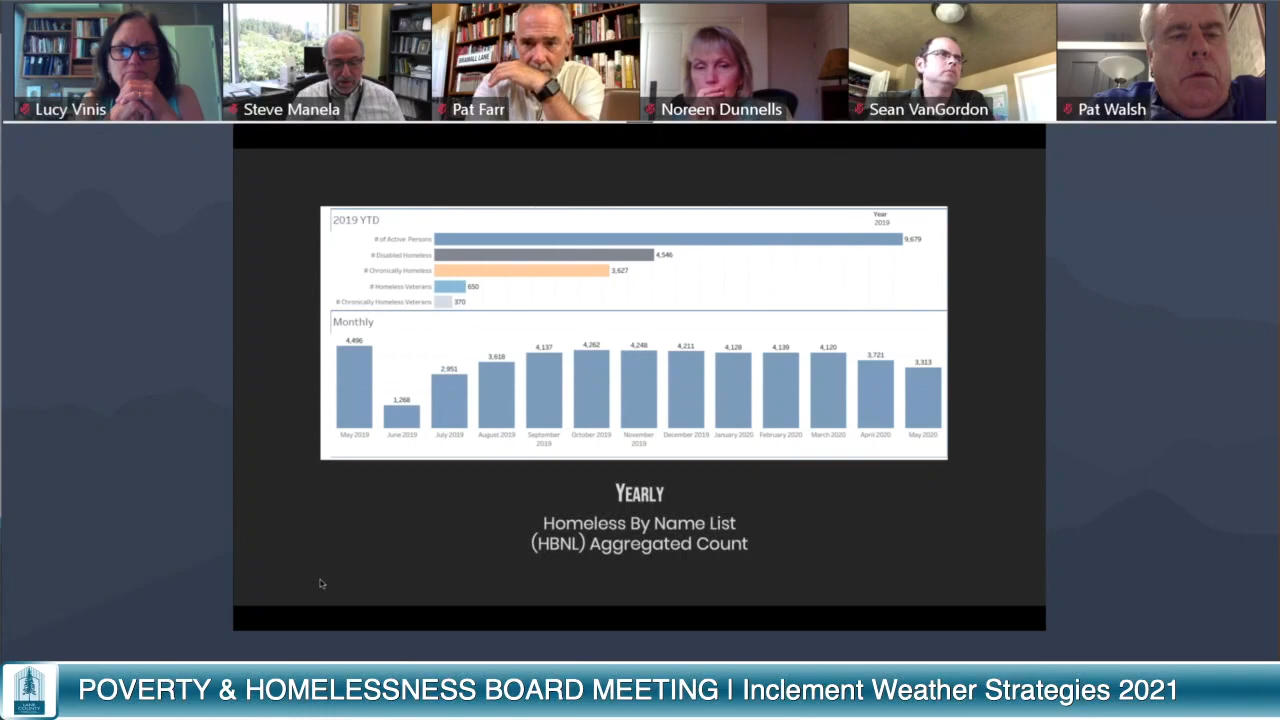 BRAMALL LANE
Lucy Vinis
Steve Manela
Pat Farr
Noreen Dunnells
Sean VanGordon
Pat Walsh
2019 YTD
Year
2019
# of Active Persons
9,679
# Disabled Homeless
4,546
# Chronically Homeless
3,627
# Homeless Veterans
650
# Chronically Homeless Veterans
370
Monthly
4,496
1,268
2,951
3,618
4,137
4,262
4,248
4,211
4,128
4,139
4,120
3,721
3,313
May 2019
June 2019
July 2019
August 2019
September
2019
October 2019
November
2019
December 2019
January 2020
February 2020
March 2020
April 2020
May 2020
YEARLY
Homeless By Name List
(HBNL) Aggregated Count
LANE
COUNTY
POVERTY & HOMELESSNESS BOARD MEETING | Inclement Weather Strategies 2021